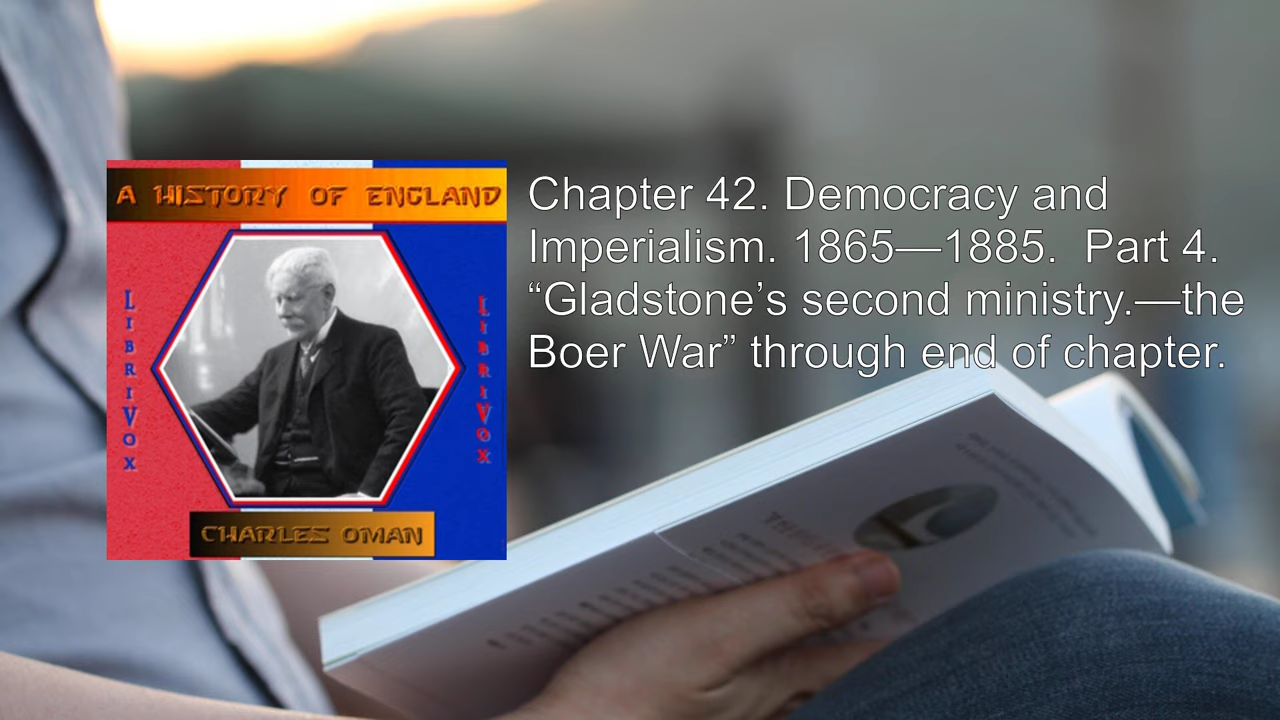 A HISTORY OF ENGLAND
LIBRIVOX
LIBRIVOX
CHARLES OMAN
Chapter 42. Democracy and
Imperialism. 1865—1885.  Part 4.
“Gladstone’s second ministry.—the
Boer War” through end of chapter.